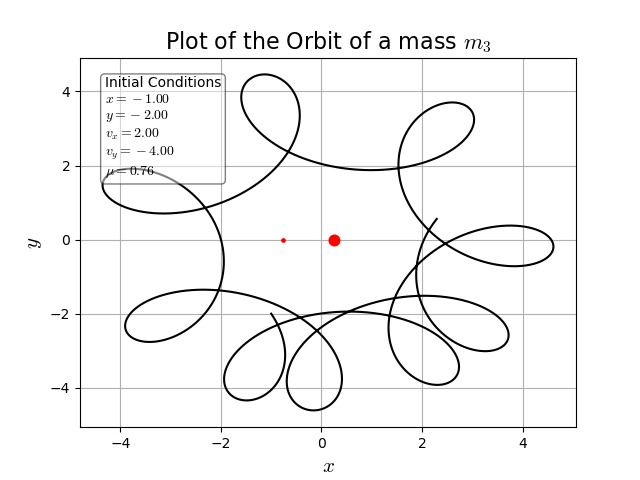 Plot of the Orbit of a mass m₃
Initial Conditions
x = −1.00
y = −2.00
vₓ = 2.00
v_y = −4.00
μ = 0.76
4
2
0
−2
−4
y
−4
−2
0
2
4
x